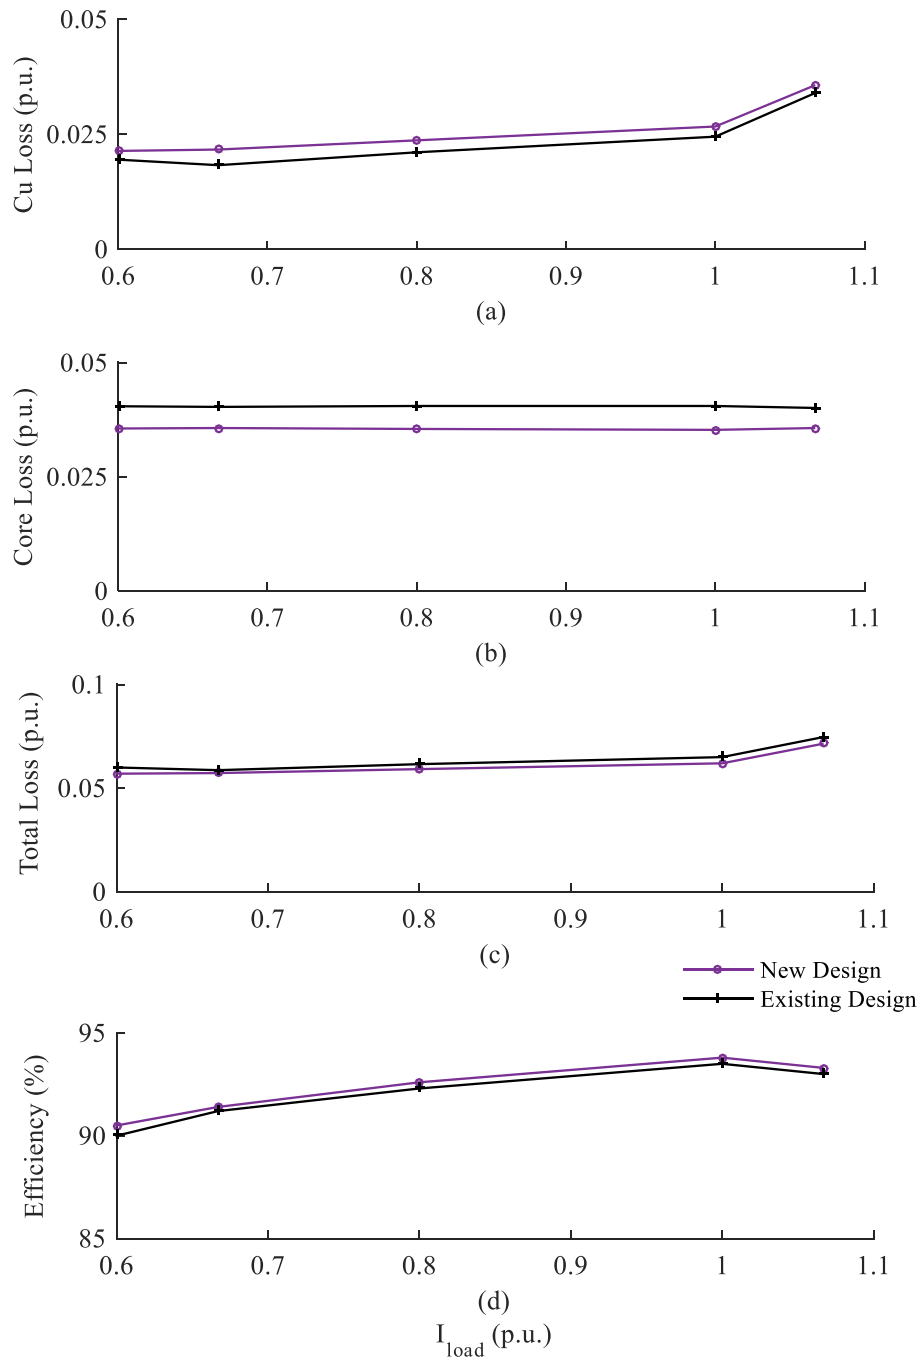 0.05
0.025
0
Cu Loss (p.u.)
0.6 0.7 0.8 0.9 1 1.1
(a)
0.05
0.025
0
Core Loss (p.u.)
0.6 0.7 0.8 0.9 1 1.1
(b)
0.1
0.05
0
Total Loss (p.u.)
0.6 0.7 0.8 0.9 1 1.1
(c)
New Design
Existing Design
95
90
85
Efficiency (%)
0.6 0.7 0.8 0.9 1 1.1
(d)
I_load (p.u.)